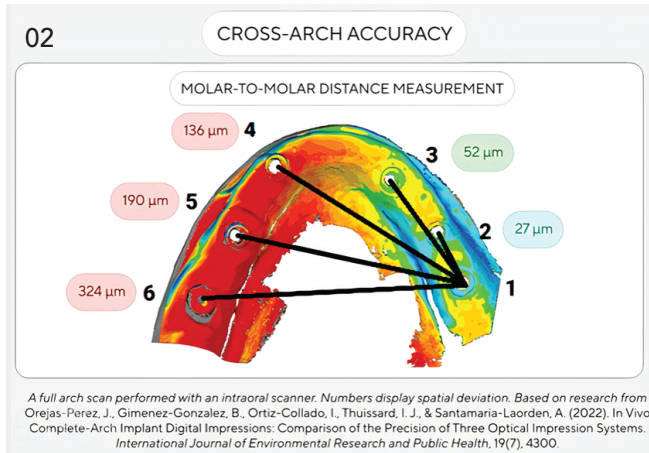 02
CROSS-ARCH ACCURACY
MOLAR-TO-MOLAR DISTANCE MEASUREMENT
136 µm 4
3 52 µm
190 µm 5
2 27 µm
324 µm 6
1
A full arch scan performed with an intraoral scanner. Numbers display spatial deviation. Based on research from
Orejas-Perez, J., Gimenez-Gonzalez, B., Ortiz-Collado, I., Thuissard, I. J., & Santamaria-Laorden, A. (2022). In Vivo
Complete-Arch Implant Digital Impressions: Comparison of the Precision of Three Optical Impression Systems.
International Journal of Environmental Research and Public Health, 19(7), 4300.